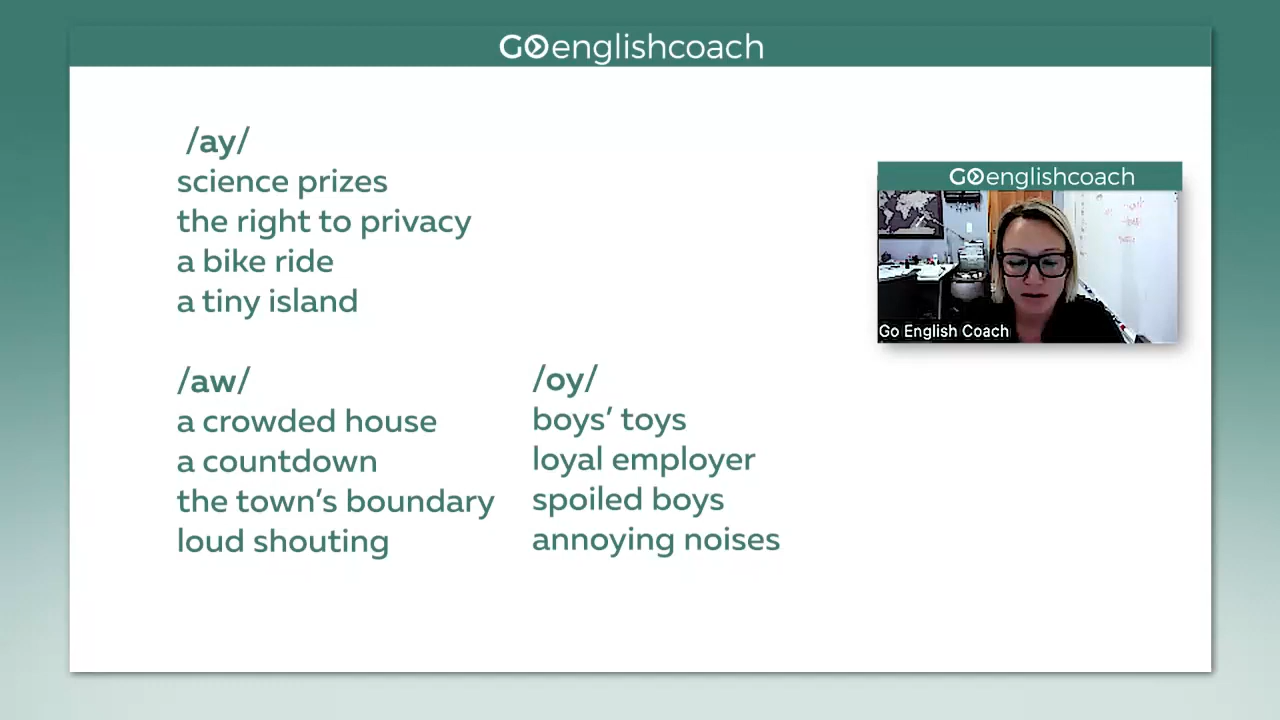 GO englishcoach
/ay/
science prizes
the right to privacy
a bike ride
a tiny island
/aw/
a crowded house
a countdown
the town's boundary
loud shouting
/oy/
boys' toys
loyal employer
spoiled boys
annoying noises
GO englishcoach
Go English Coach